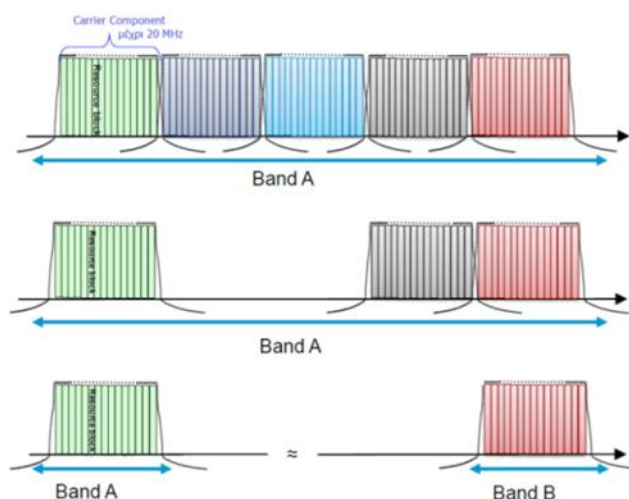 Carrier Component
μέχρι 20 MHz
Resource block
Band A
Resource block
Band A
Resource block
≈
Band A
Band B